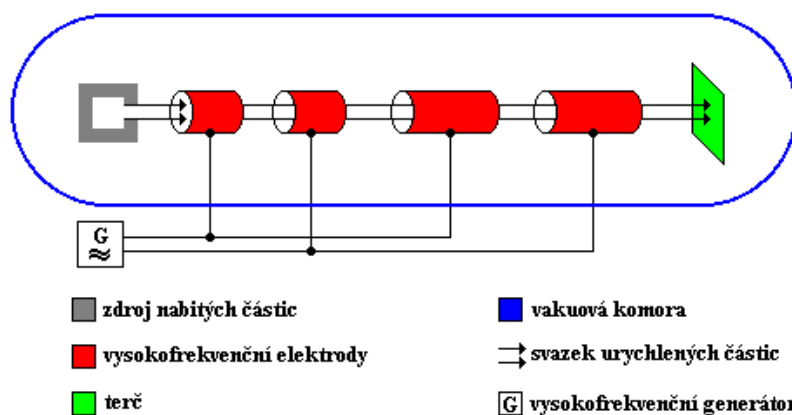 G
zdroj nabitých částic
vakuová komora
vysokofrekvenční elektrody
svazek urychlených částic
terč
G vysokofrekvenční generátor